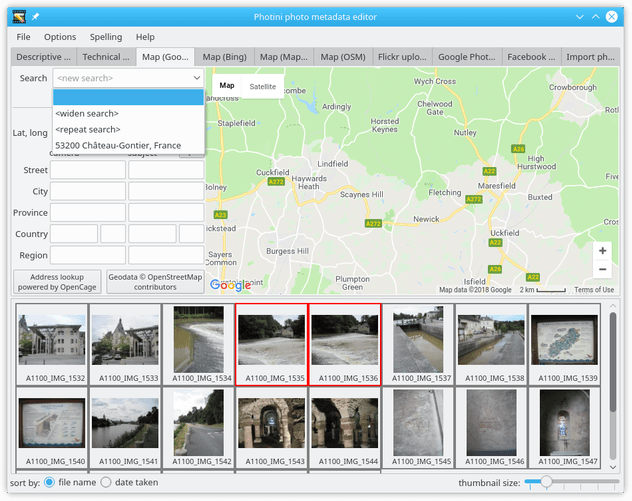 Photini photo metadata editor
File Options Spelling Help
Descriptive ... Technical ... Map (Goo... Map (Bing) Map (Map... Map (OSM) Flickr uplo... Google Phot... Facebook ... Import ph...
Search <new search>
<widen search>
<repeat search>
53200 Château-Gontier, France
Lat, long
Street
City
Province
Country
Region
Address lookup
powered by OpenCage
Geodata © OpenStreetMap
contributors
Map Satellite
Wych Cross
Crowborough
Ardingly
Chelwood
Gate
Staplefield
Horsted
Keynes
Nutley
A26
High
Hurstwood
Lindfield
A22
Cuckfield
Haywards
Heath
A272
Maresfield
Scaynes Hill
Fletching
Buxted
A23
A272
Newick
Uckfield
A22
Sayers
Common
Burgess Hill
A26
Plumpton
Green
Isfield
Google
Map data ©2018 Google 2 km Terms of Use
+
−
A1100_IMG_1532 A1100_IMG_1533 A1100_IMG_1534 A1100_IMG_1535 A1100_IMG_1536 A1100_IMG_1537 A1100_IMG_1538 A1100_IMG_1539
A1100_IMG_1540 A1100_IMG_1541 A1100_IMG_1542 A1100_IMG_1543 A1100_IMG_1544 A1100_IMG_1545 A1100_IMG_1546 A1100_IMG_1547
sort by: file name date taken thumbnail size: